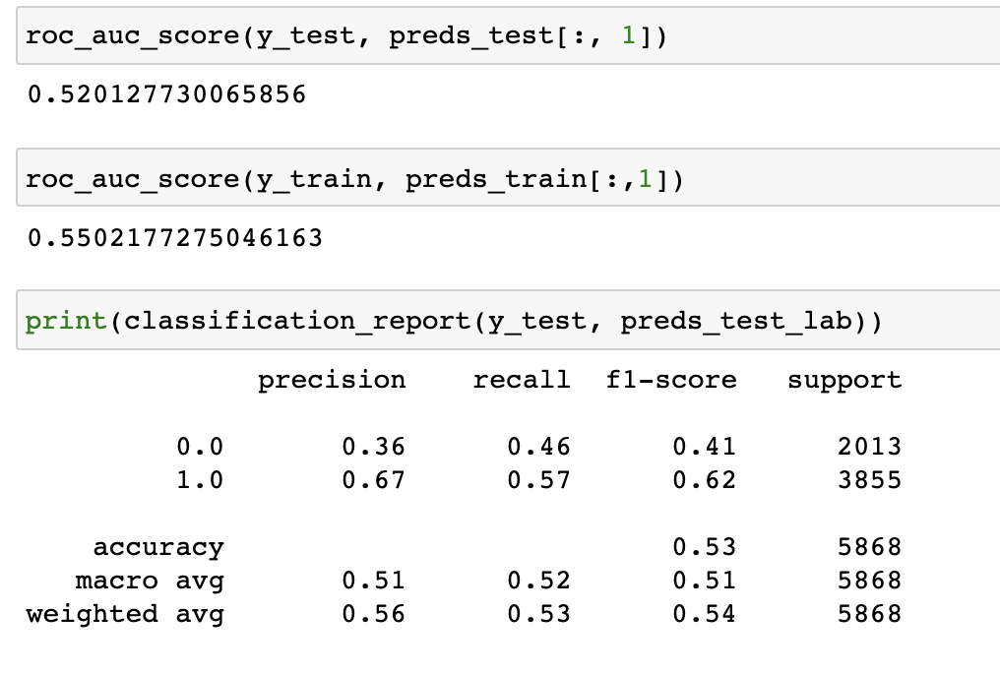 roc_auc_score(y_test, preds_test[:, 1])
0.520127730065856
roc_auc_score(y_train, preds_train[:,1])
0.5502177275046163
print(classification_report(y_test, preds_test_lab))
precision recall f1-score support
0.0 0.36 0.46 0.41 2013
1.0 0.67 0.57 0.62 3855
accuracy 0.53 5868
macro avg 0.51 0.52 0.51 5868
weighted avg 0.56 0.53 0.54 5868